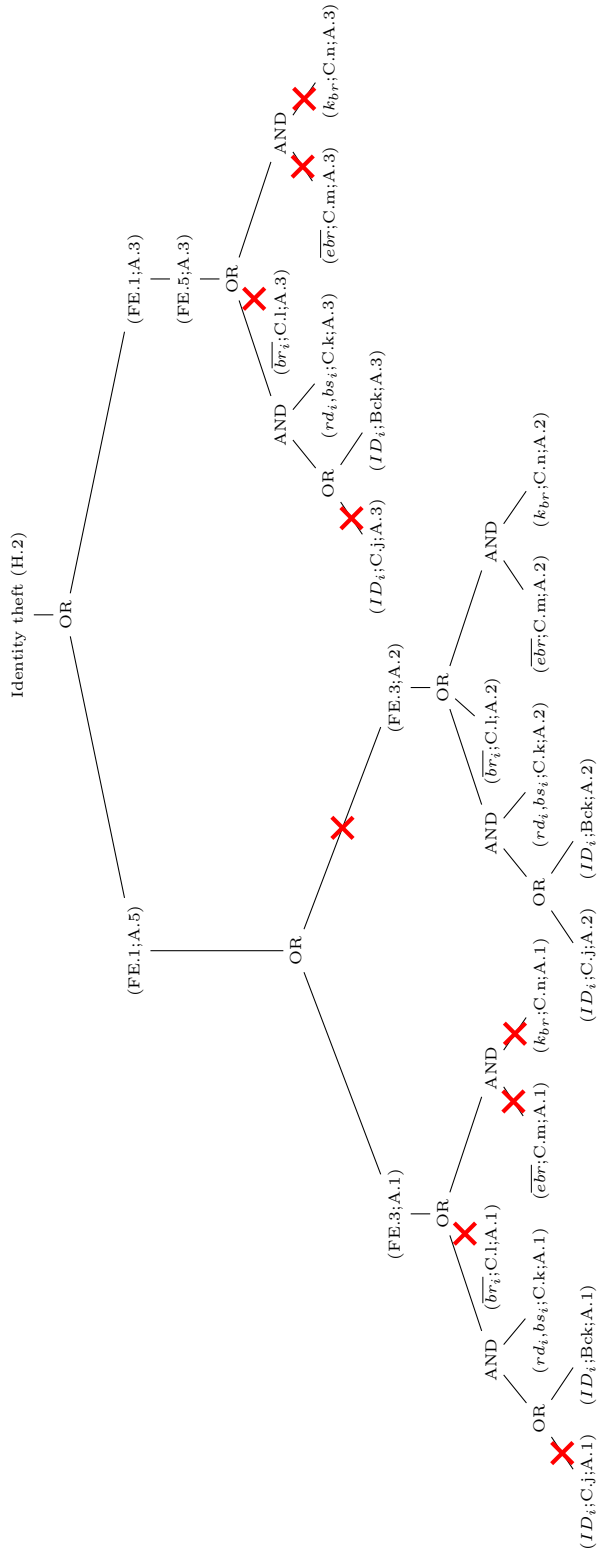 Identity theft (H.2)
OR
(FE.1;A.5)
OR
(FE.3;A.1)
OR
AND
OR
(ID_i;C.j;A.1)
(ID_i;Bck;A.1)
(rd_i,bs_i;C.k;A.1)
(\overline{br_i};C.l;A.1)
AND
(\overline{ebr};C.m;A.1)
(k_{br};C.n;A.1)
(FE.3;A.2)
OR
AND
OR
(ID_i;C.j;A.2)
(ID_i;Bck;A.2)
(rd_i,bs_i;C.k;A.2)
(\overline{br_i};C.l;A.2)
AND
(\overline{ebr};C.m;A.2)
(k_{br};C.n;A.2)
(FE.1;A.3)
(FE.5;A.3)
OR
AND
OR
(ID_i;C.j;A.3)
(ID_i;Bck;A.3)
(rd_i,bs_i;C.k;A.3)
(\overline{br_i};C.l;A.3)
AND
(\overline{ebr};C.m;A.3)
(k_{br};C.n;A.3)